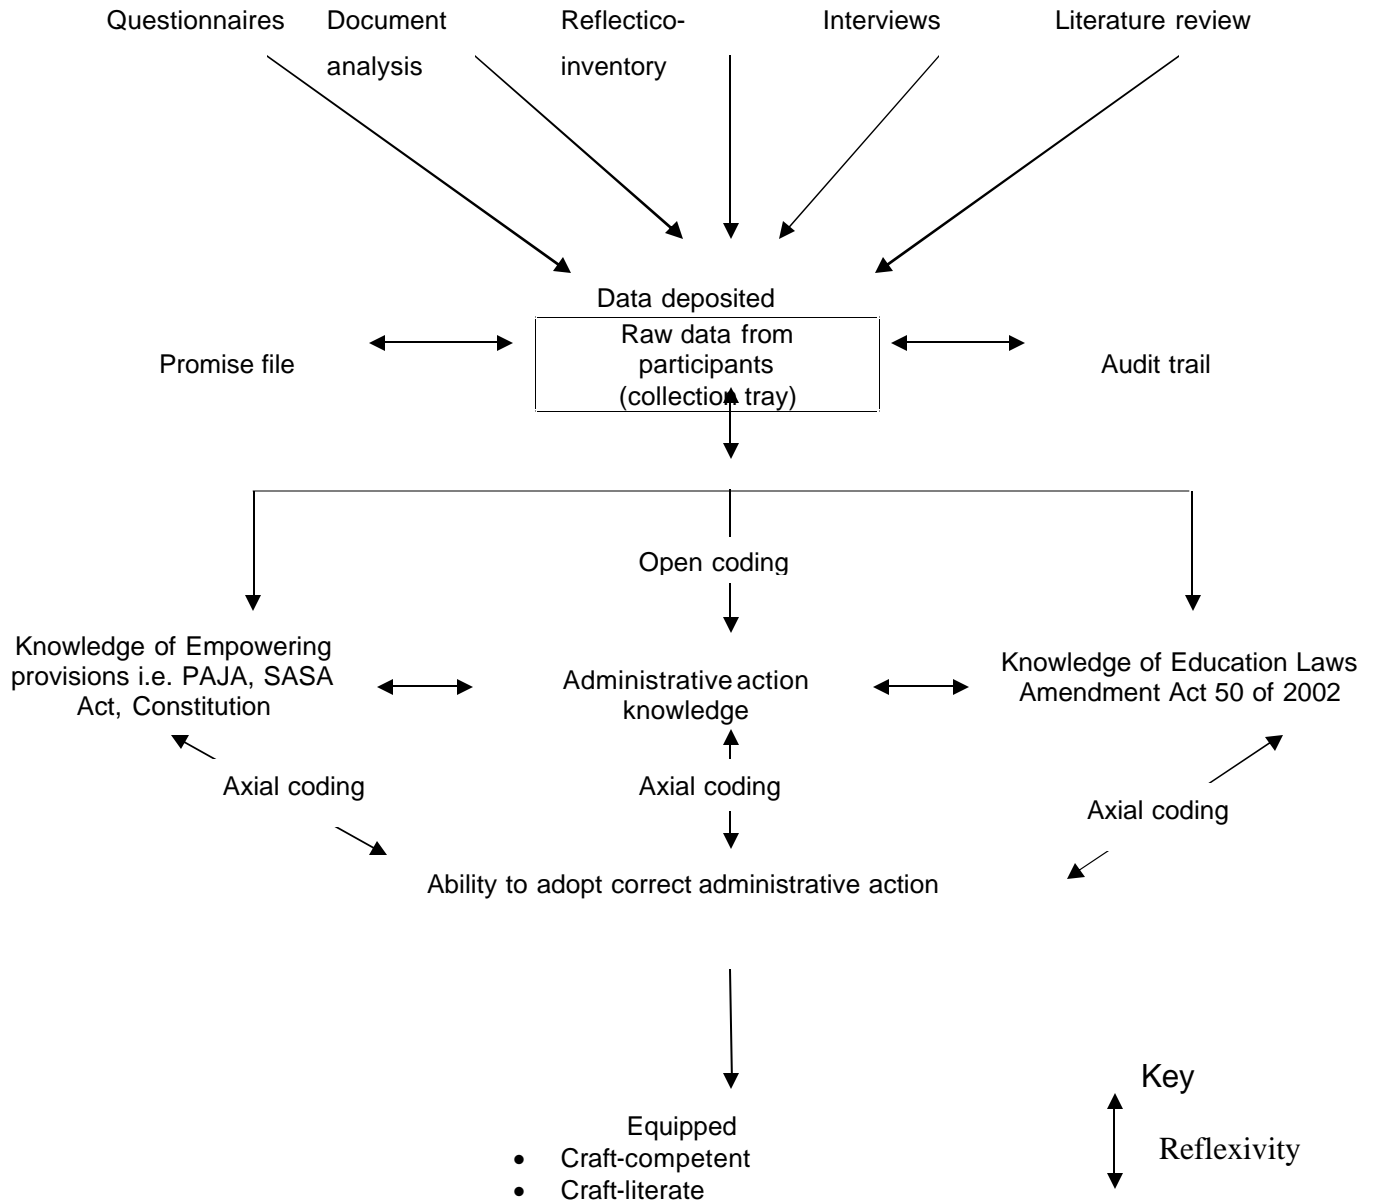 Questionnaires
Document
analysis
Reflectico-
inventory
Interviews
Literature review
Data deposited
Raw data from
participants
(collection tray)
Promise file
Audit trail
Open coding
Knowledge of Empowering
provisions i.e. PAJA, SASA
Act, Constitution
Administrative action
knowledge
Knowledge of Education Laws
Amendment Act 50 of 2002
Axial coding
Axial coding
Axial coding
Ability to adopt correct administrative action
Equipped
• Craft-competent
• Craft-literate
Key
Reflexivity